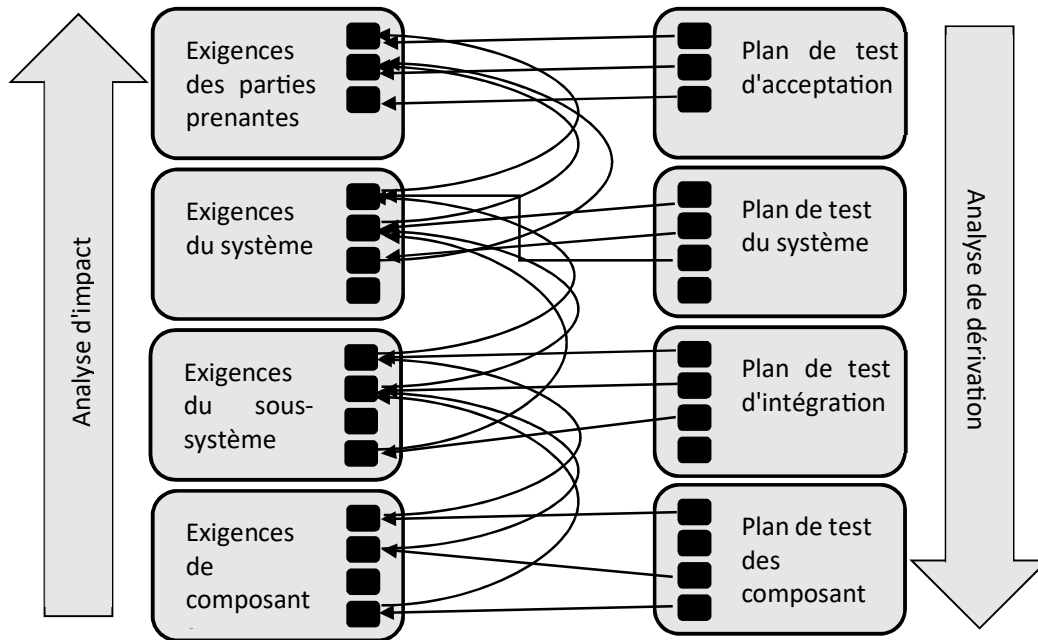 Analyse d'impact
Exigences
des parties
prenantes
Plan de test
d'acceptation
Exigences
du système
Plan de test
du système
Exigences
du sous-
système
Plan de test
d'intégration
Exigences
de
composant
Plan de test
des
composant
Analyse de dérivation